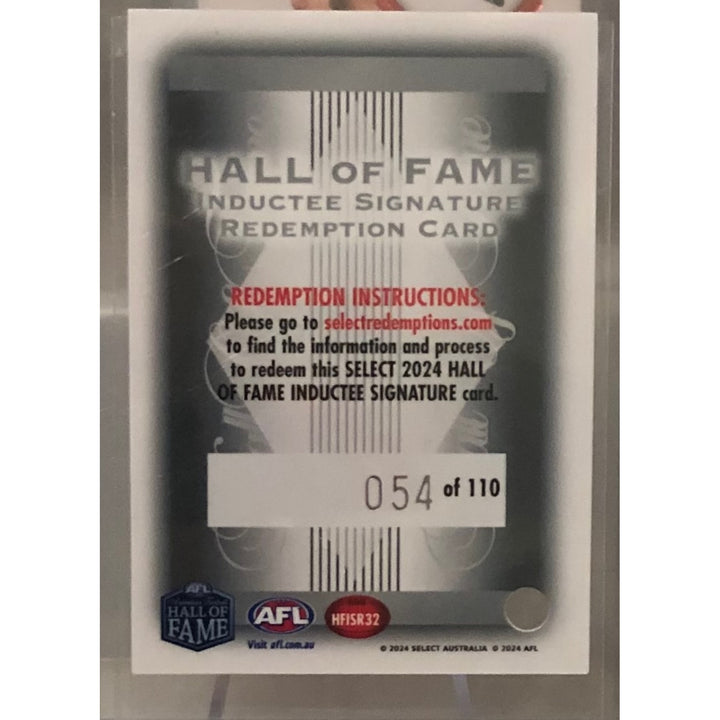 HALL OF FAME
INDUCTEE SIGNATURE
REDEMPTION CARD
REDEMPTION INSTRUCTIONS:
Please go to selectredemptions.com
to find the information and process
to redeem this SELECT 2024 HALL
OF FAME INDUCTEE SIGNATURE card.
054 of 110
AFL
HALL OF
FAME
AFL
Visit afl.com.au
HFISR32
© 2024 SELECT AUSTRALIA © 2024 AFL